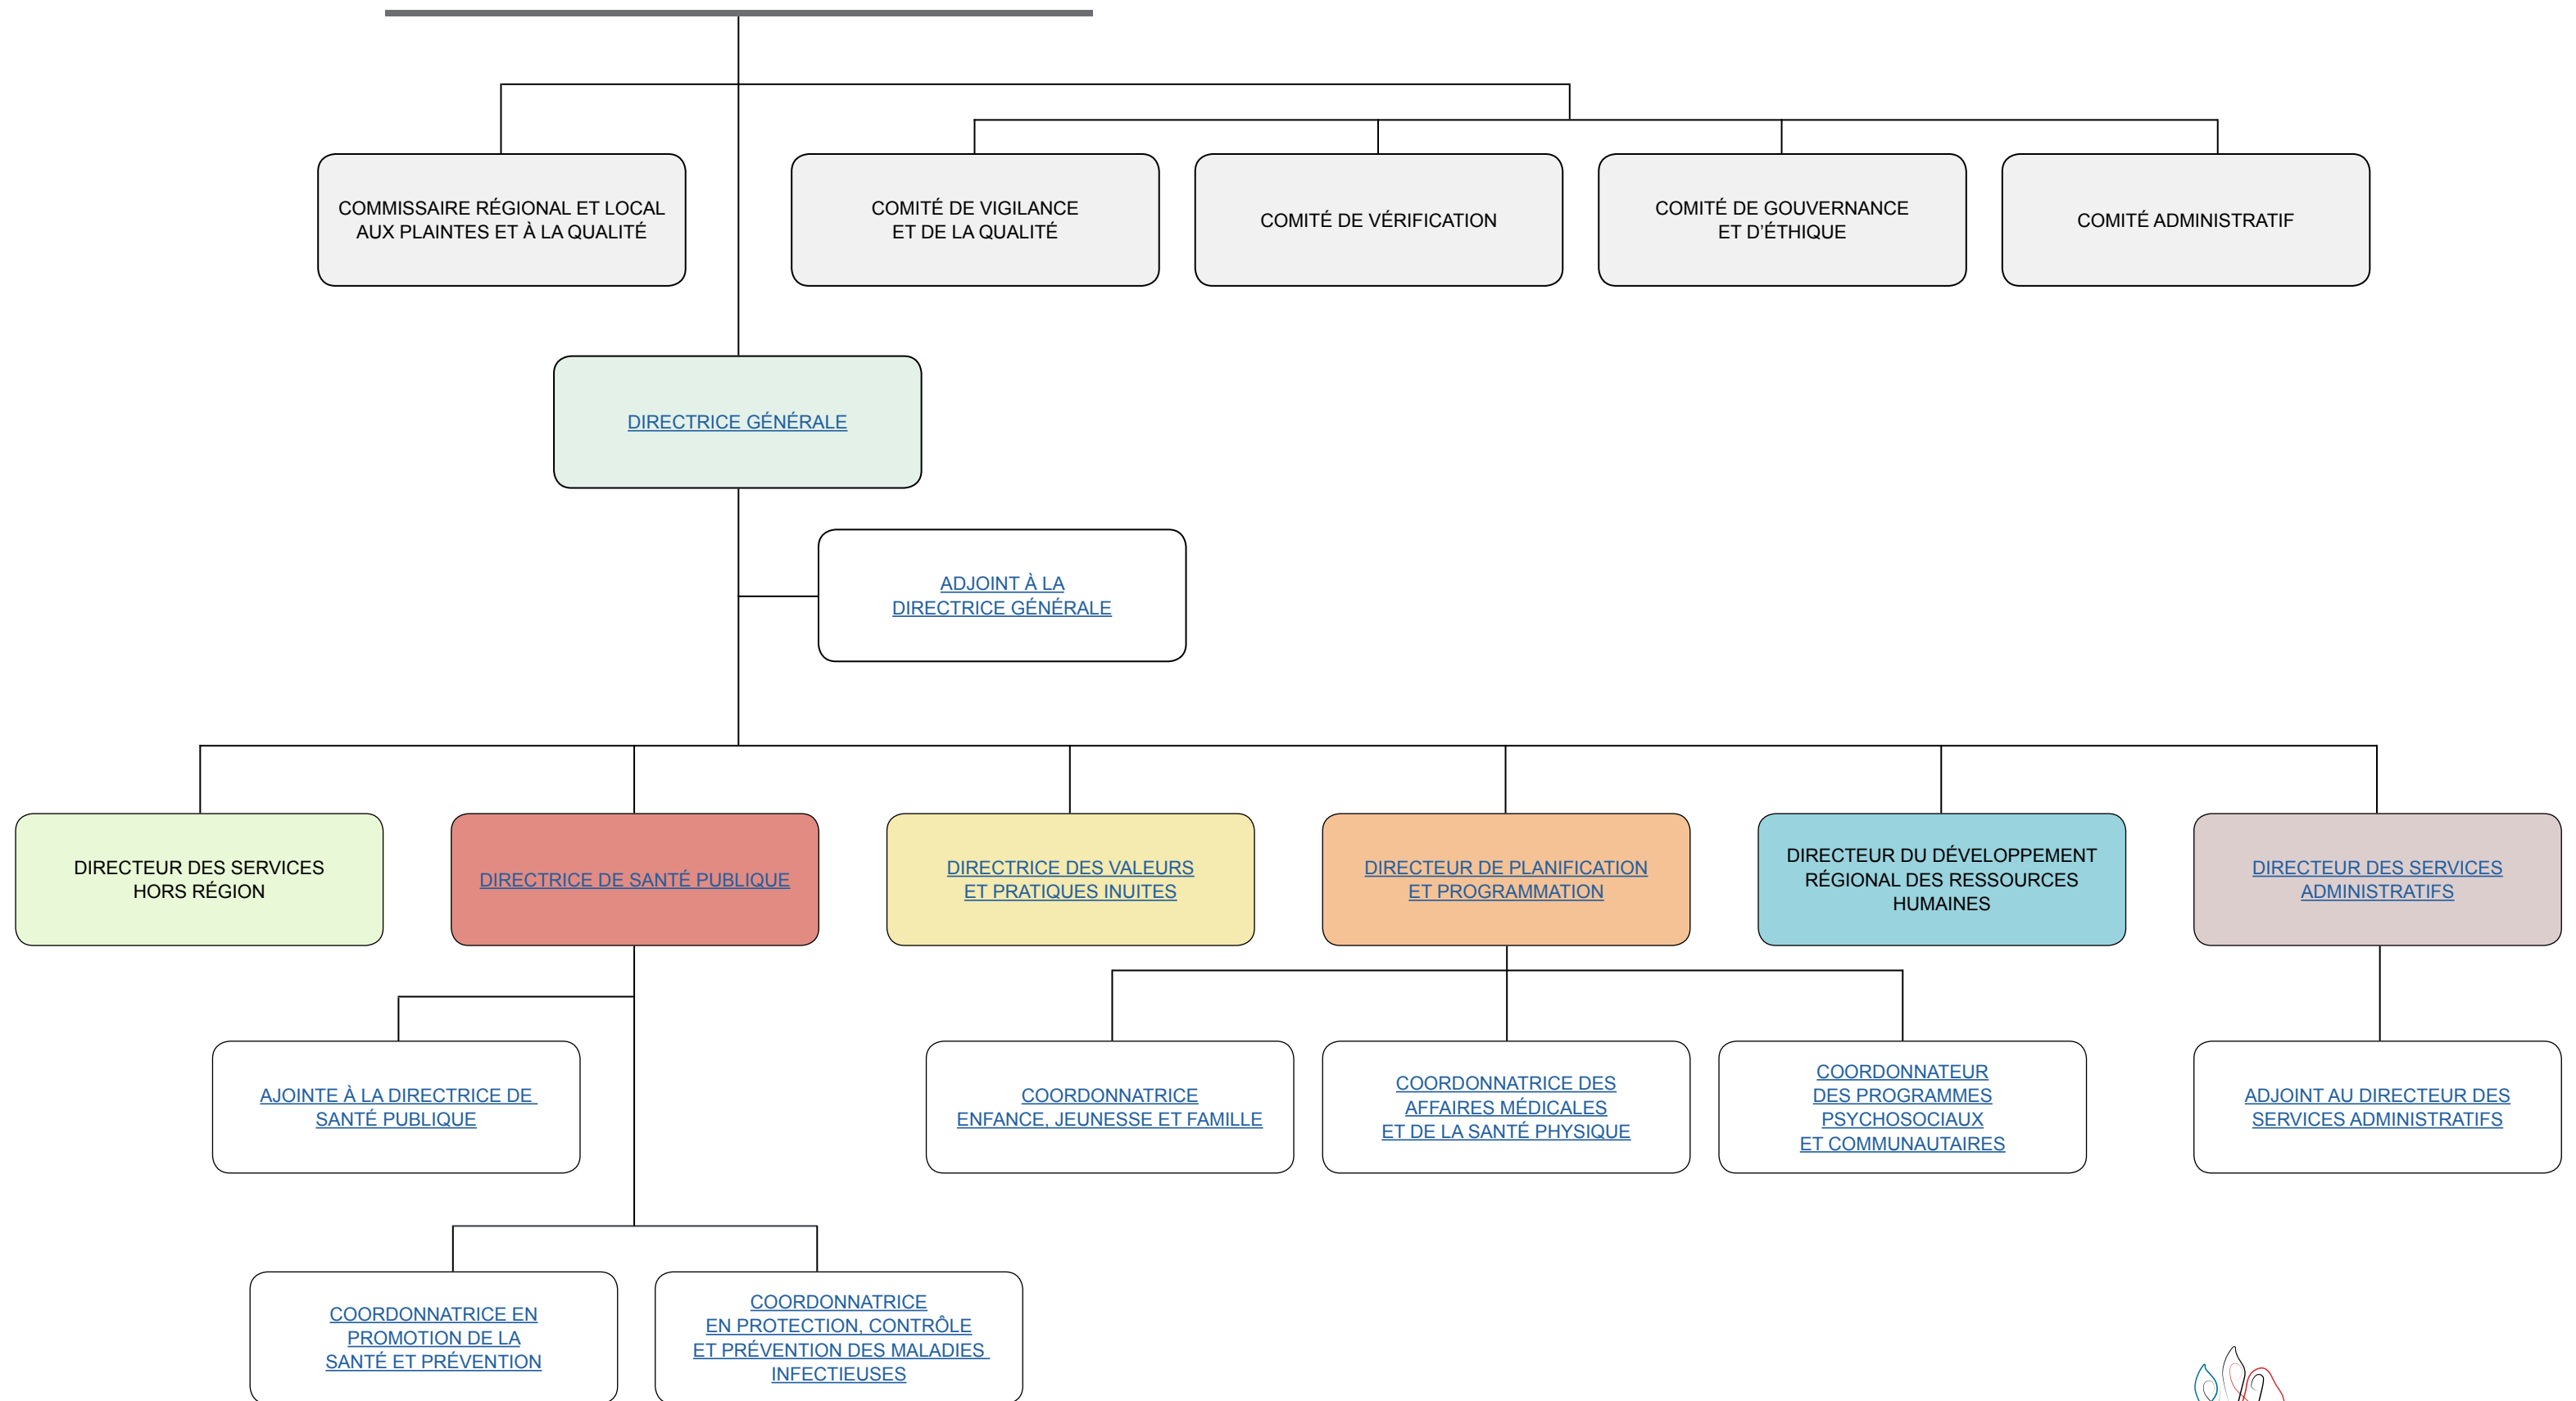 COMMISSAIRE RÉGIONAL ET LOCAL
AUX PLAINTES ET À LA QUALITÉ
COMITÉ DE VIGILANCE
ET DE LA QUALITÉ
COMITÉ DE VÉRIFICATION
COMITÉ DE GOUVERNANCE
ET D'ÉTHIQUE
COMITÉ ADMINISTRATIF
DIRECTRICE GÉNÉRALE
ADJOINT À LA
DIRECTRICE GÉNÉRALE
DIRECTEUR DES SERVICES
HORS RÉGION
DIRECTRICE DE SANTÉ PUBLIQUE
DIRECTRICE DES VALEURS
ET PRATIQUES INUITES
DIRECTEUR DE PLANIFICATION
ET PROGRAMMATION
DIRECTEUR DU DÉVELOPPEMENT
RÉGIONAL DES RESSOURCES
HUMAINES
DIRECTEUR DES SERVICES
ADMINISTRATIFS
AJOINTE À LA DIRECTRICE DE
SANTÉ PUBLIQUE
COORDONNATRICE
ENFANCE, JEUNESSE ET FAMILLE
COORDONNATRICE DES
AFFAIRES MÉDICALES
ET DE LA SANTÉ PHYSIQUE
COORDONNATEUR
DES PROGRAMMES
PSYCHOSOCIAUX
ET COMMUNAUTAIRES
ADJOINT AU DIRECTEUR DES
SERVICES ADMINISTRATIFS
COORDONNATRICE EN
PROMOTION DE LA
SANTÉ ET PRÉVENTION
COORDONNATRICE
EN PROTECTION, CONTRÔLE
ET PRÉVENTION DES MALADIES
INFECTIEUSES